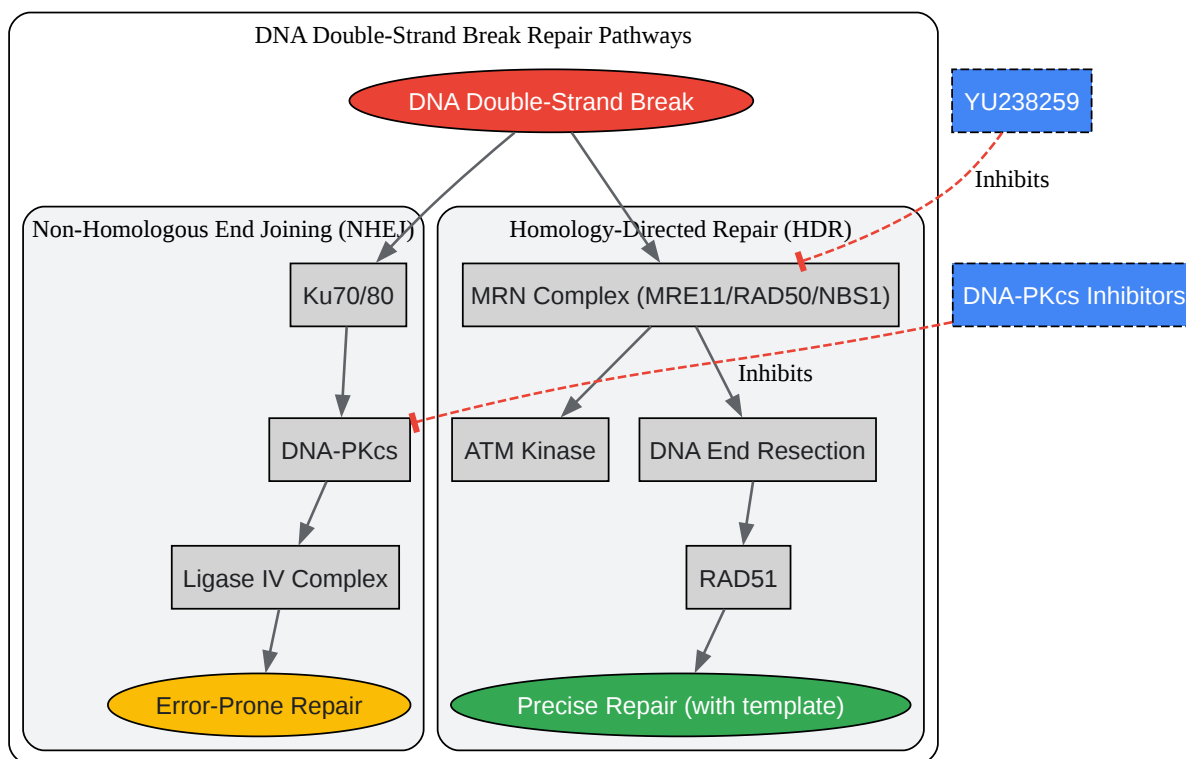 DNA Double-Strand Break Repair Pathways
DNA Double-Strand Break
YU238259
Inhibits
Non-Homologous End Joining (NHEJ)
Homology-Directed Repair (HDR)
Ku70/80
MRN Complex (MRE11/RAD50/NBS1)
DNA-PKcs Inhibitors
Inhibits
DNA-PKcs
ATM Kinase
DNA End Resection
Ligase IV Complex
RAD51
Error-Prone Repair
Precise Repair (with template)